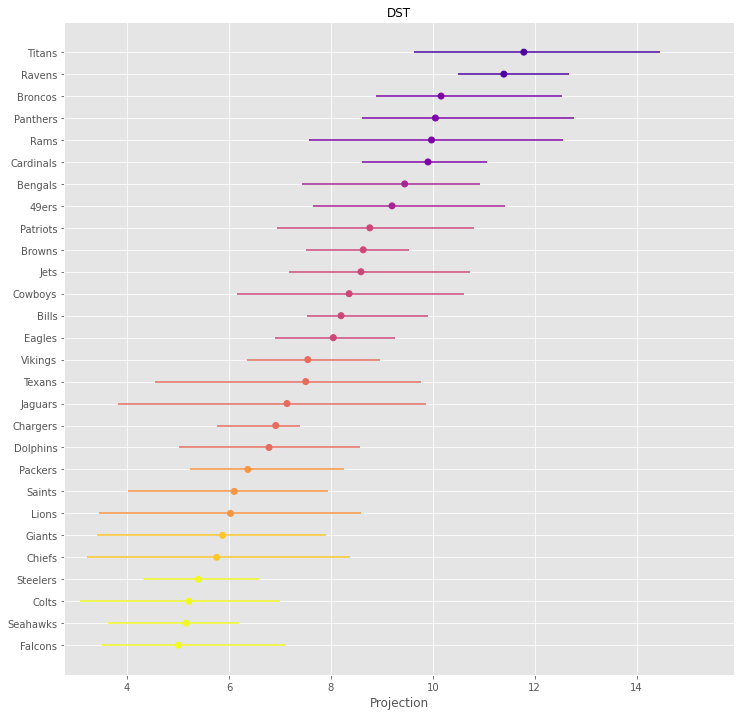 DST
Titans
Ravens
Broncos
Panthers
Rams
Cardinals
Bengals
49ers
Patriots
Browns
Jets
Cowboys
Bills
Eagles
Vikings
Texans
Jaguars
Chargers
Dolphins
Packers
Saints
Lions
Giants
Chiefs
Steelers
Colts
Seahawks
Falcons
4 6 8 10 12 14
Projection